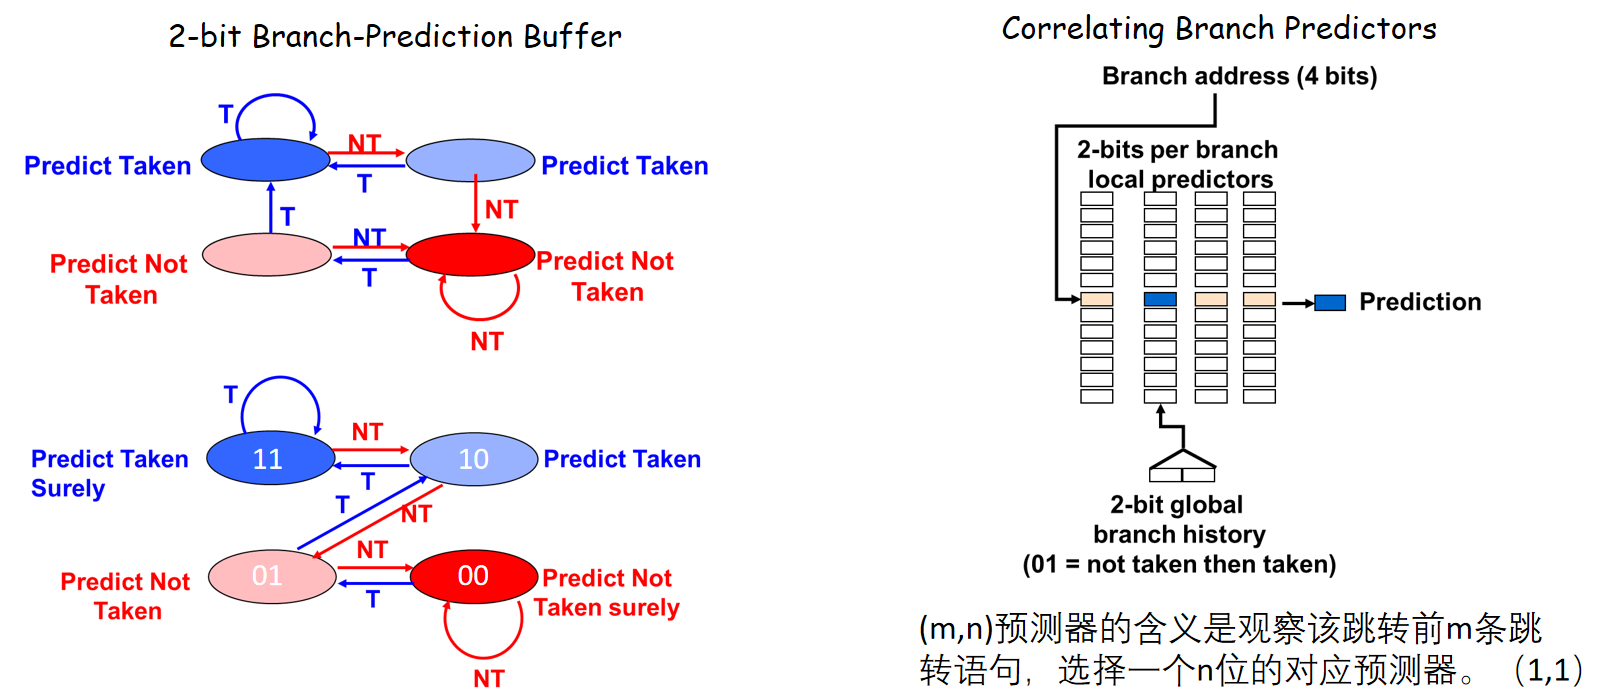 2-bit Branch-Prediction Buffer
T
NT
Predict Taken
Predict Taken
T
T
NT
NT
Predict Not
Taken
T
Predict Not
Taken
NT
T
NT
Predict Taken
Surely
11
10
Predict Taken
T
T
NT
NT
Predict Not
Taken
01
00
Predict Not
Taken surely
T
NT
Correlating Branch Predictors
Branch address (4 bits)
2-bits per branch
local predictors
Prediction
2-bit global
branch history
(01 = not taken then taken)
(m,n)预测器的含义是观察该跳转前m条跳
转语句，选择一个n位的对应预测器。（1,1）